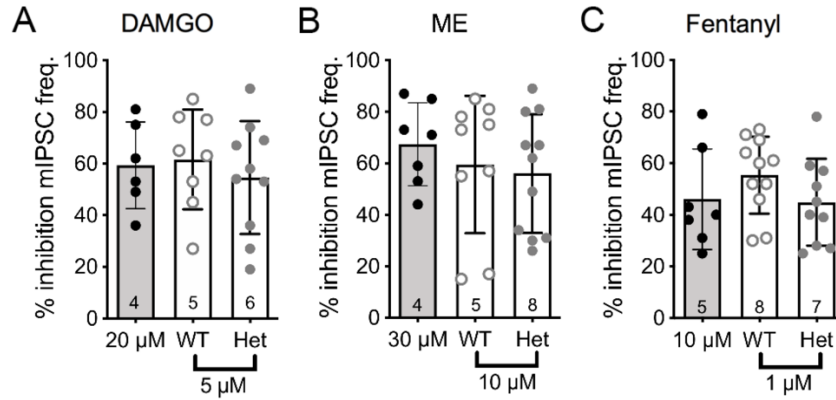 A DAMGO
% inhibition mIPSC freq.
100
80
60
40
20
0
4 5 6
20 µM WT Het
5 µM
B ME
% inhibition mIPSC freq.
100
80
60
40
20
0
4 5 8
30 µM WT Het
10 µM
C Fentanyl
% inhibition mIPSC freq.
100
80
60
40
20
0
5 8 7
10 µM WT Het
1 µM